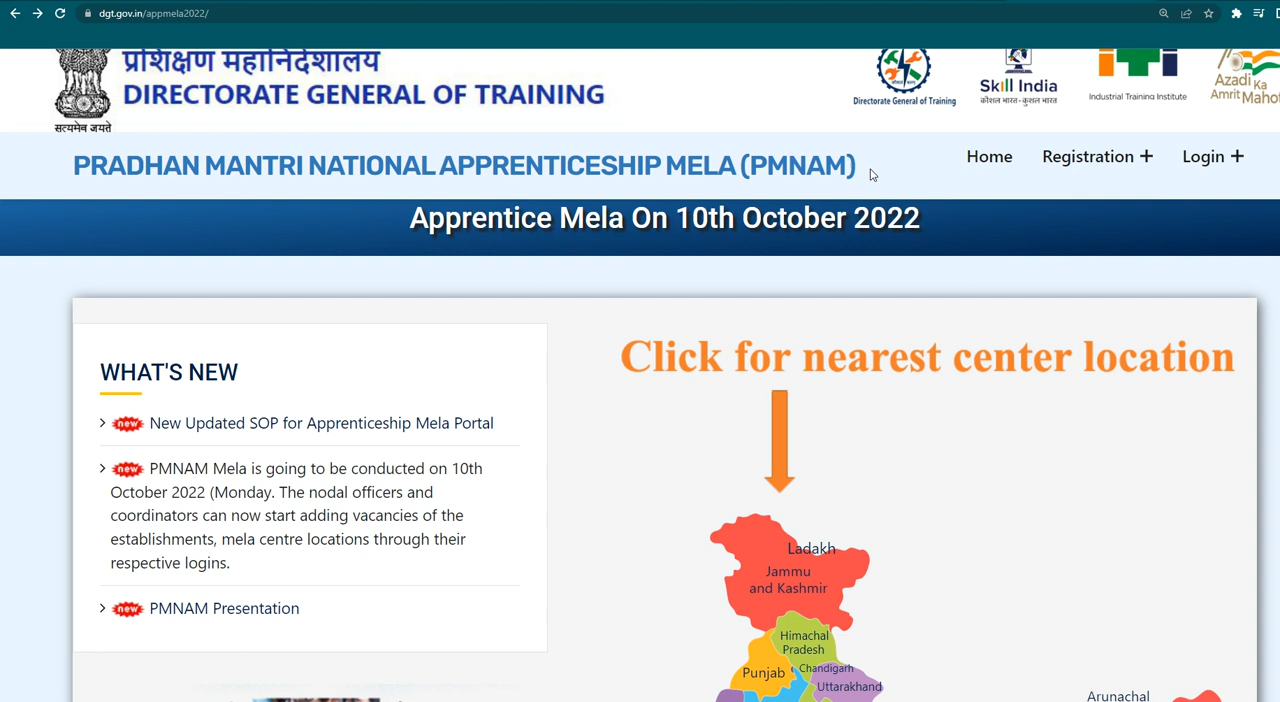 dgt.gov.in/appmela2022/
प्रशिक्षण महानिदेशालय
DIRECTORATE GENERAL OF TRAINING
सत्यमेव जयते
Directorate General of Training
Skill India
कौशल भारत-कुशल भारत
Industrial Training Institute
Azadi Ka
Amrit
PRADHAN MANTRI NATIONAL APPRENTICESHIP MELA (PMNAM)
Home
Registration +
Login +
Apprentice Mela On 10th October 2022
Click for nearest center location
WHAT'S NEW
> new New Updated SOP for Apprenticeship Mela Portal
> new PMNAM Mela is going to be conducted on 10th
October 2022 (Monday. The nodal officers and
coordinators can now start adding vacancies of the
establishments, mela centre locations through their
respective logins.
> new PMNAM Presentation
Ladakh
Jammu
and Kashmir
Himachal
Pradesh
Chandigarh
Punjab
Uttarakhand
Arunachal